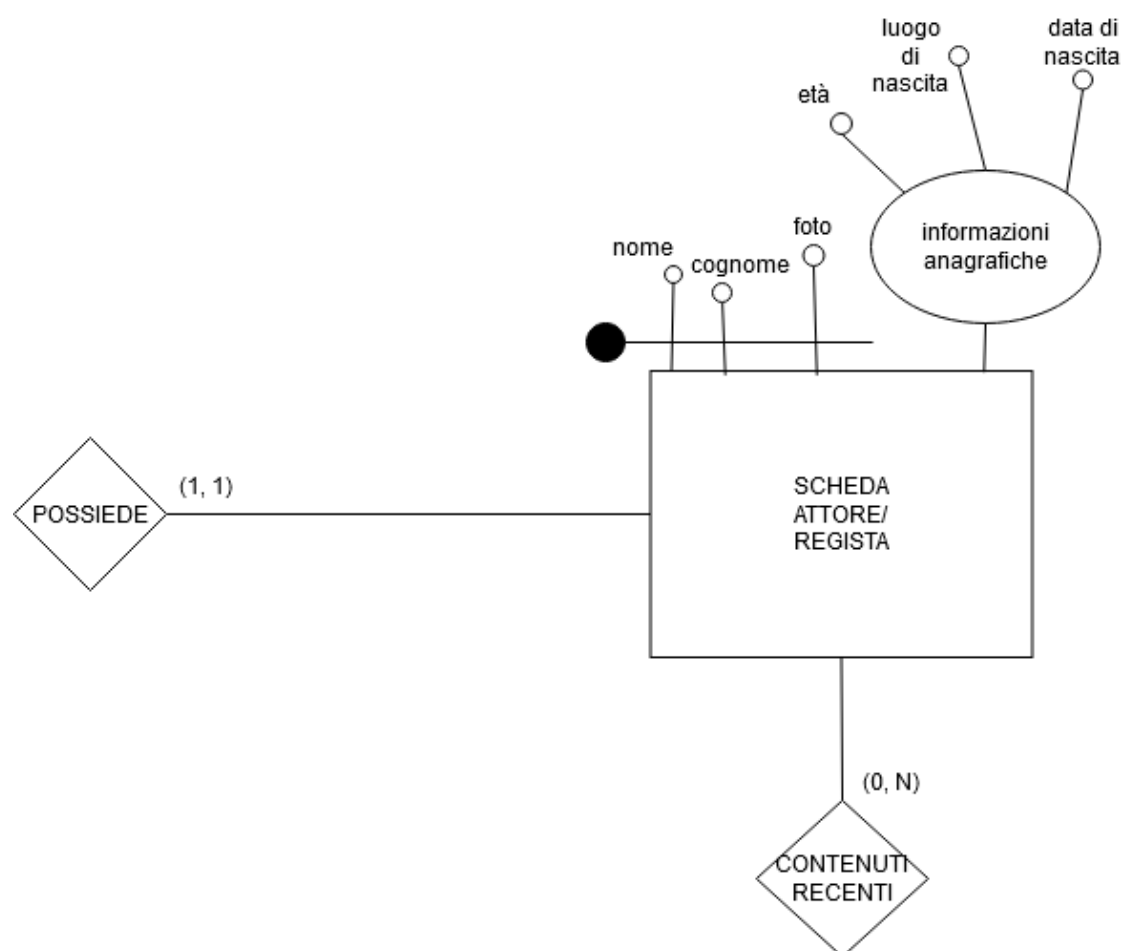 luogo
di
nascita
data di
nascita
età
informazioni
anagrafiche
foto
nome
cognome
(1, 1)
POSSIEDE
SCHEDA
ATTORE/
REGISTA
(0, N)
CONTENUTI
RECENTI